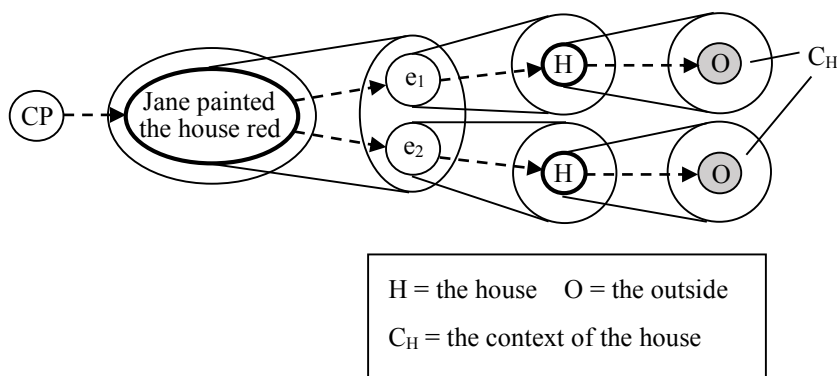 CP
Jane painted
the house red
e₁
H
O
C_H
e₂
H
O
H = the house O = the outside
C_H = the context of the house